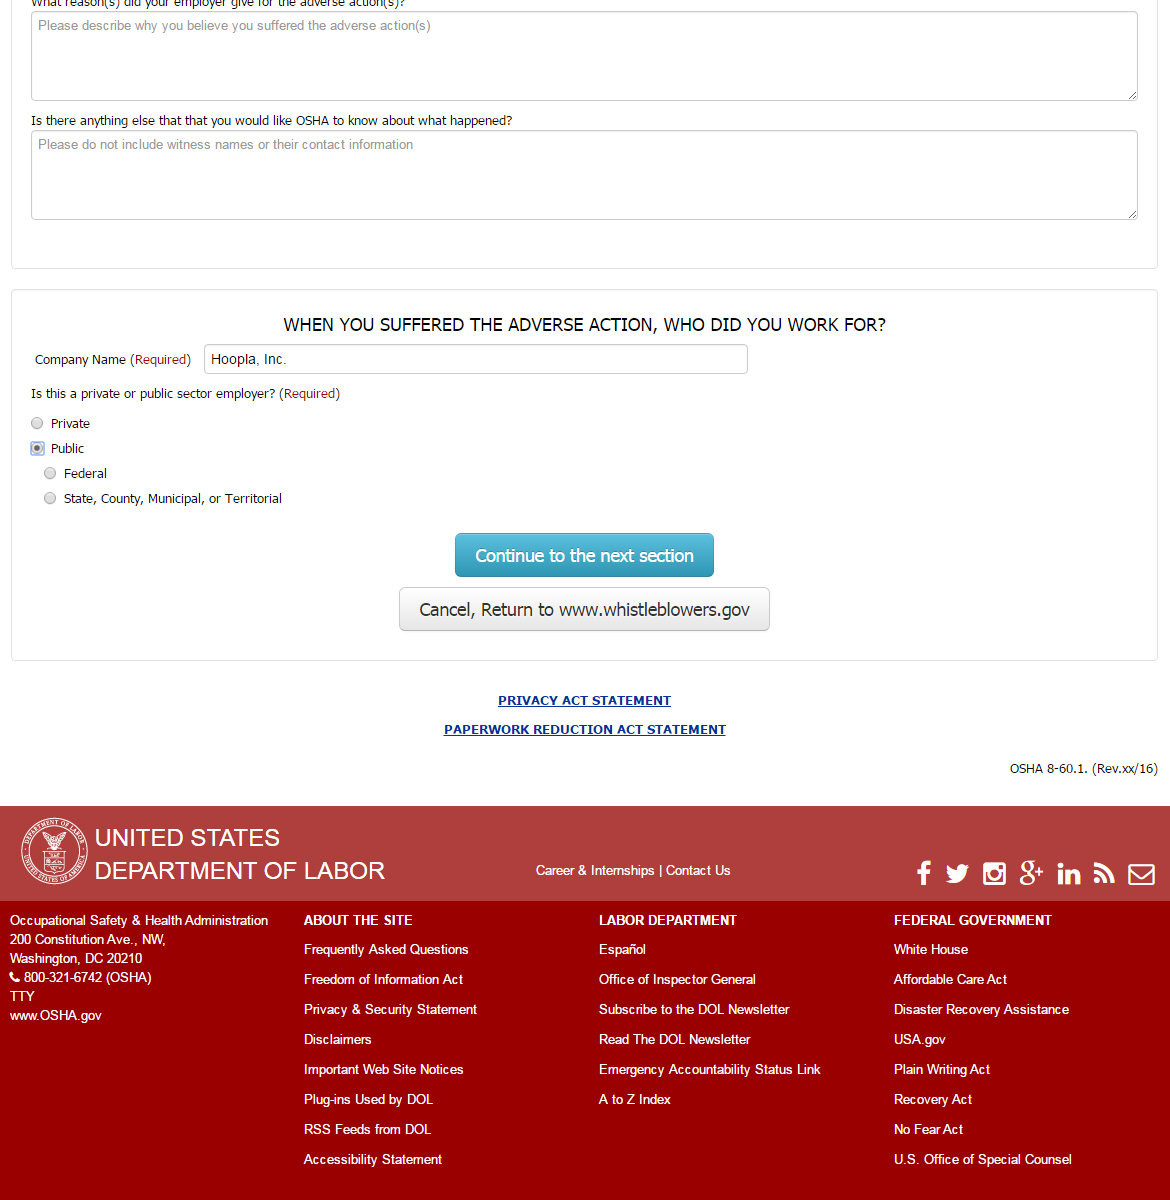 What reason(s) did your employer give for the adverse action(s)?
Please describe why you believe you suffered the adverse action(s)
Is there anything else that that you would like OSHA to know about what happened?
Please do not include witness names or their contact information
WHEN YOU SUFFERED THE ADVERSE ACTION, WHO DID YOU WORK FOR?
Company Name (Required) Hoopla, Inc.
Is this a private or public sector employer? (Required)
Private
Public
Federal
State, County, Municipal, or Territorial
Continue to the next section
Cancel, Return to www.whistleblowers.gov
PRIVACY ACT STATEMENT
PAPERWORK REDUCTION ACT STATEMENT
OSHA 8-60.1. (Rev.xx/16)
DEPARTMENT OF LABOR
UNITED STATES OF AMERICA
UNITED STATES
DEPARTMENT OF LABOR
Career & Internships | Contact Us
Occupational Safety & Health Administration
200 Constitution Ave., NW,
Washington, DC 20210
800-321-6742 (OSHA)
TTY
www.OSHA.gov
ABOUT THE SITE
Frequently Asked Questions
Freedom of Information Act
Privacy & Security Statement
Disclaimers
Important Web Site Notices
Plug-ins Used by DOL
RSS Feeds from DOL
Accessibility Statement
LABOR DEPARTMENT
Español
Office of Inspector General
Subscribe to the DOL Newsletter
Read The DOL Newsletter
Emergency Accountability Status Link
A to Z Index
FEDERAL GOVERNMENT
White House
Affordable Care Act
Disaster Recovery Assistance
USA.gov
Plain Writing Act
Recovery Act
No Fear Act
U.S. Office of Special Counsel